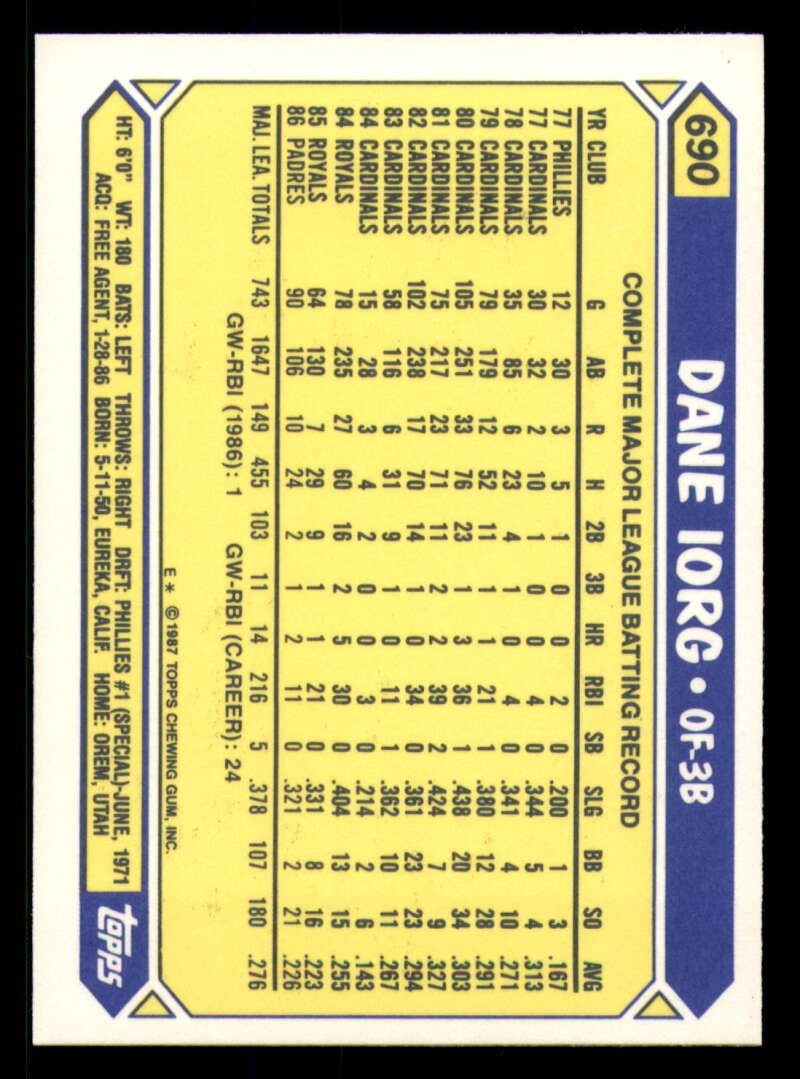 690
DANE IORG • OF-3B
COMPLETE MAJOR LEAGUE BATTING RECORD
YR CLUB G AB R H 2B 3B HR RBI SB SLG BB SO AVG
77 PHILLIES 12 30 3 5 1 0 0 2 0 .200 1 3 .167
77 CARDINALS 30 32 2 10 1 0 0 4 0 .344 5 4 .313
78 CARDINALS 35 85 6 23 4 1 0 4 0 .341 4 10 .271
79 CARDINALS 79 179 12 52 11 1 1 21 1 .380 12 28 .291
80 CARDINALS 105 251 33 76 23 1 3 36 1 .438 20 34 .303
81 CARDINALS 75 217 23 71 11 2 2 39 2 .424 7 9 .327
82 CARDINALS 102 238 17 70 14 1 0 34 0 .361 23 23 .294
83 CARDINALS 58 116 6 31 9 1 0 11 1 .362 10 11 .267
84 CARDINALS 15 28 3 4 2 0 0 3 0 .214 2 6 .143
84 ROYALS 78 235 27 60 16 2 5 30 0 .404 13 15 .255
85 ROYALS 64 130 7 29 9 1 1 21 0 .331 8 16 .223
86 PADRES 90 106 10 24 2 1 2 11 0 .321 2 21 .226
MAJ. LEA. TOTALS 743 1647 149 455 103 11 14 216 5 .378 107 180 .276
GW-RBI (1986): 1 GW-RBI (CAREER): 24
E * © 1987 TOPPS CHEWING GUM, INC.
HT: 6'0" WT: 180 BATS: LEFT THROWS: RIGHT DRFT: PHILLIES #1 (SPECIAL)-JUNE, 1971
ACQ: FREE AGENT, 1-28-86 BORN: 5-11-50, EUREKA, CALIF. HOME: OREM, UTAH
topps